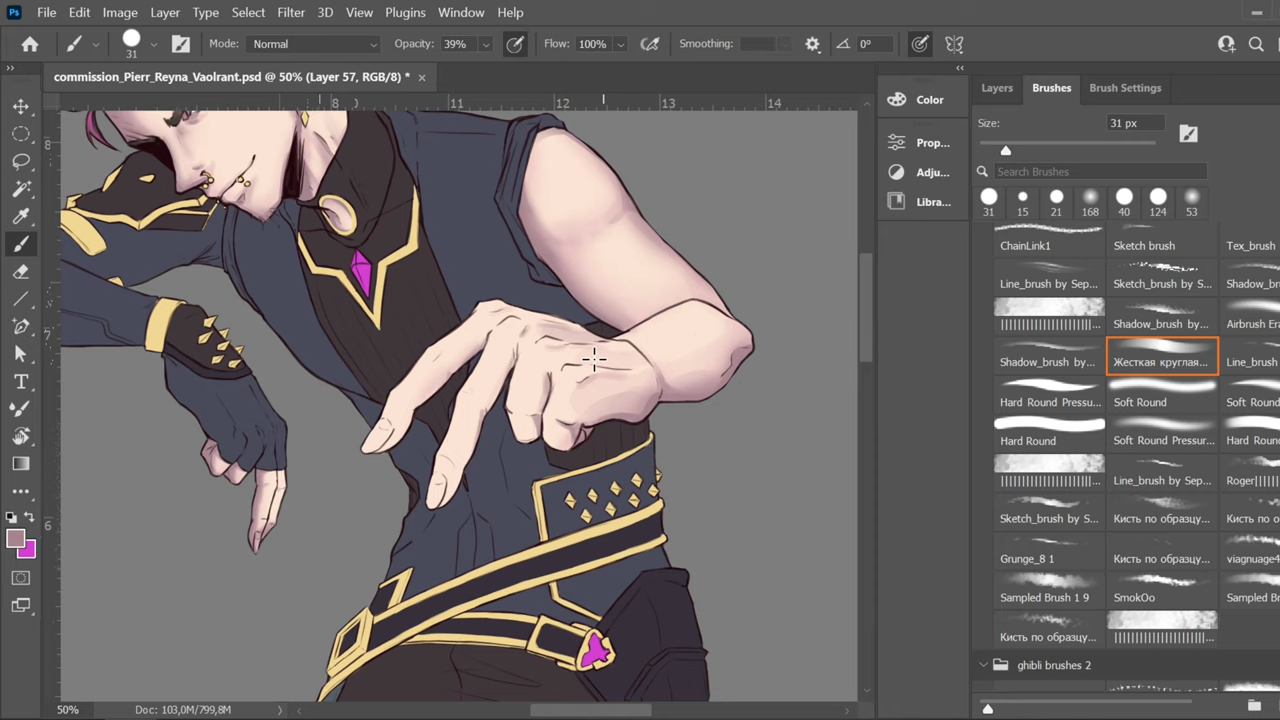 Ps File Edit Image Layer Type Select Filter 3D View Plugins Window Help
31 Mode: Normal Opacity: 39% Flow: 100% Smoothing: 0°
commission_Pierr_Reyna_Vaolrant.psd @ 50% (Layer 57, RGB/8) * ×
8 11 12 13 14
8
7
6
Color
Prop...
Adju...
Libra...
Layers Brushes Brush Settings
Size: 31 px
Search Brushes
31 15 21 168 40 124 53
ChainLink1 Sketch brush Tex_brush
Line_brush by Sep... Sketch_brush by S... Shadow_br
Shadow_brush by... Airbrush Era
Shadow_brush by... Жесткая круглая... Line_brush
Hard Round Pressu... Soft Round Soft Roun
Hard Round Soft Round Pressur... Hard Round
Line_brush by Sep... Roger
Sketch_brush by S... Кисть по образцу... Кисть по об
Grunge_8 1 Кисть по образцу... viagnuage4
Sampled Brush 1 9 SmokOo Sampled B
Кисть по образцу...
ghibli brushes 2
50% Doc: 103,0M/799,8M